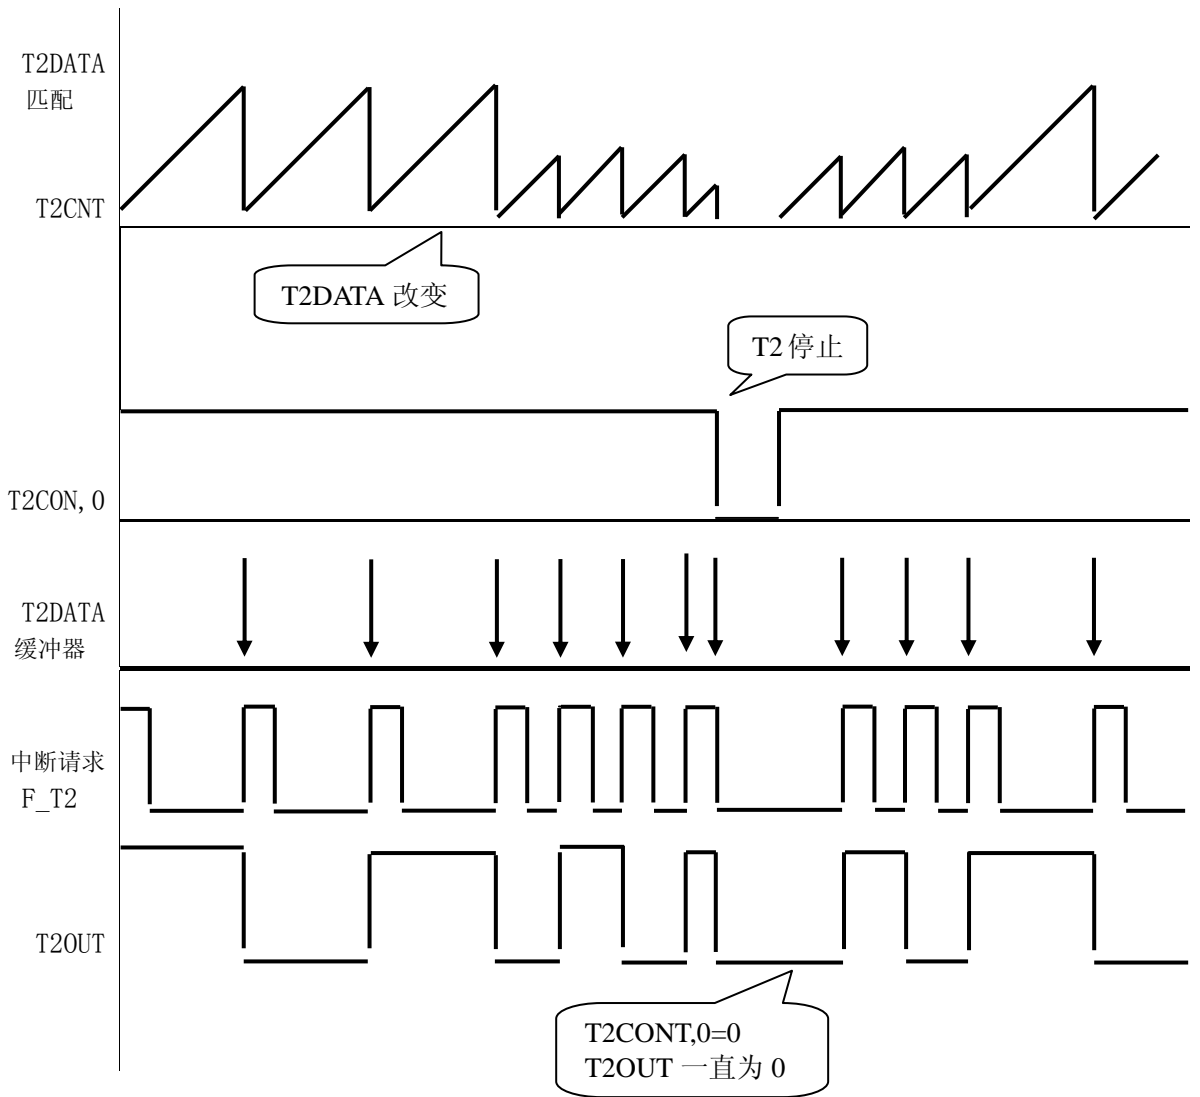 T2DATA
匹配
T2CNT
T2DATA 改变
T2 停止
T2CON,0
T2DATA
缓冲器
中断请求
F_T2
T2OUT
T2CONT,0=0
T2OUT 一直为 0